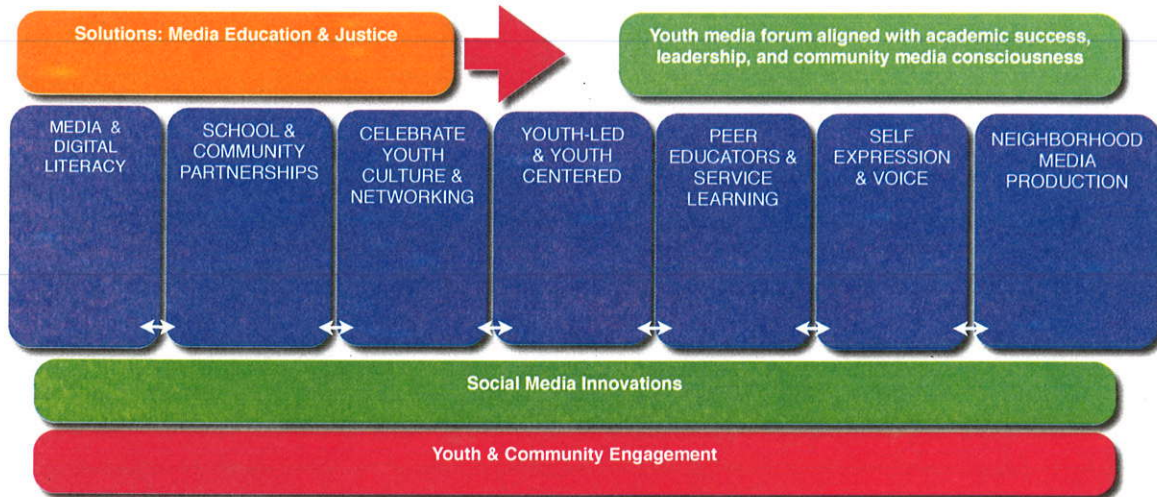 Solutions: Media Education & Justice
Youth media forum aligned with academic success,
leadership, and community media consciousness
MEDIA &
DIGITAL
LITERACY
SCHOOL &
COMMUNITY
PARTNERSHIPS
CELEBRATE
YOUTH
CULTURE &
NETWORKING
YOUTH-LED
& YOUTH
CENTERED
PEER
EDUCATORS &
SERVICE
LEARNING
SELF
EXPRESSION
& VOICE
NEIGHBORHOOD
MEDIA
PRODUCTION
Social Media Innovations
Youth & Community Engagement